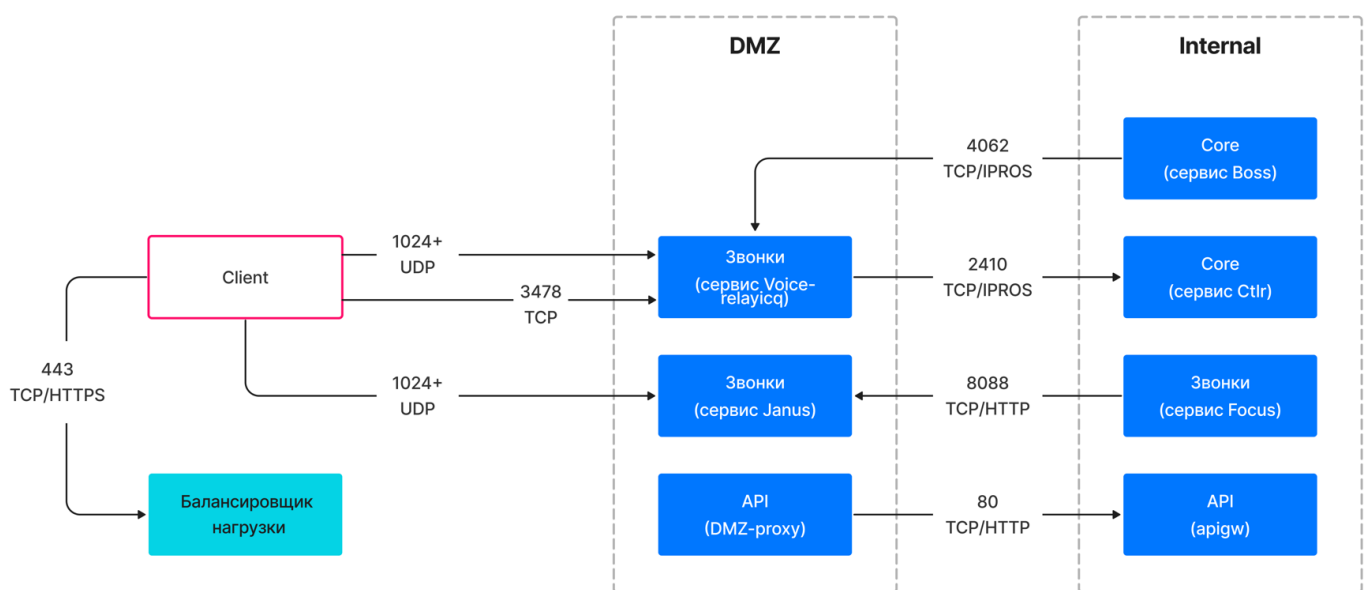 DMZ
Internal
4062
TCP/IPROS
Core
(сервис Boss)
Client
1024+
UDP
3478
TCP
Звонки
(сервис Voice-
relayicq)
2410
TCP/IPROS
Core
(сервис Ctlr)
443
TCP/HTTPS
1024+
UDP
Звонки
(сервис Janus)
8088
TCP/HTTP
Звонки
(сервис Focus)
Балансировщик
нагрузки
API
(DMZ-proxy)
80
TCP/HTTP
API
(apigw)